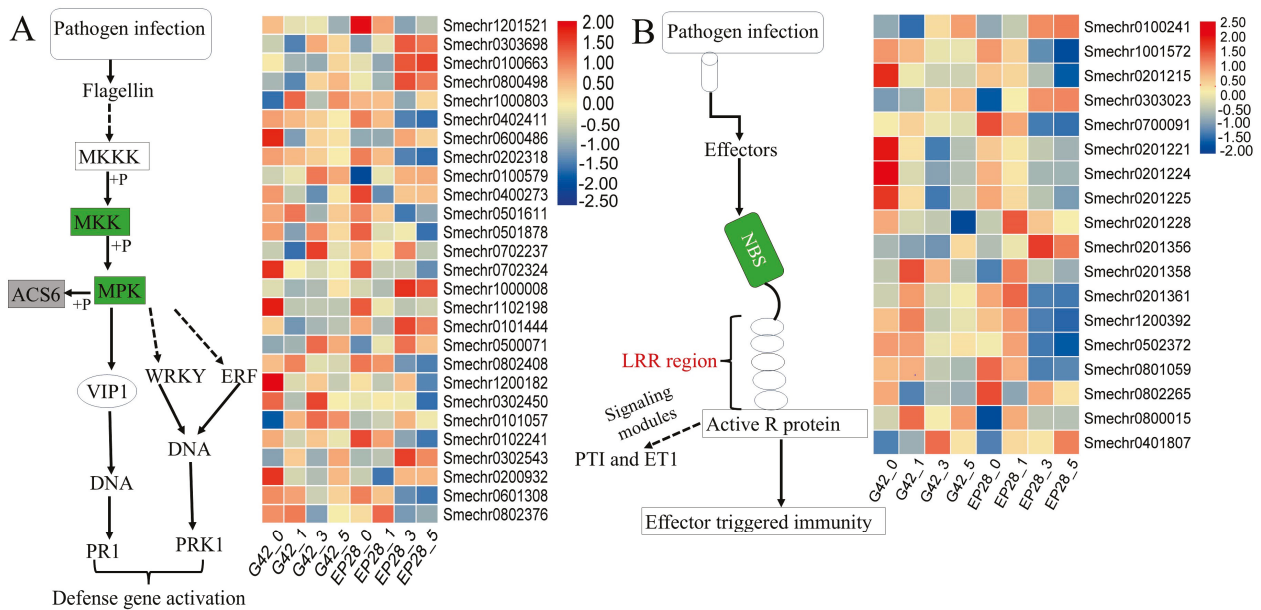 A
Pathogen infection
Flagellin
MKKK
+P
MKK
+P
MPK
+P
ACS6
VIP1
WRKY
ERF
DNA
DNA
PR1
PRK1
Defense gene activation
Smechr1201521
Smechr0303698
Smechr0100663
Smechr0800498
Smechr1000803
Smechr0402411
Smechr0600486
Smechr0202318
Smechr0100579
Smechr0400273
Smechr0501611
Smechr0501878
Smechr0702237
Smechr0702324
Smechr1000008
Smechr1102198
Smechr0101444
Smechr0500071
Smechr0802408
Smechr1200182
Smechr0302450
Smechr0101057
Smechr0102241
Smechr0302543
Smechr0200932
Smechr0601308
Smechr0802376
G42_0
G42_1
G42_3
G42_5
EP28_0
EP28_1
EP28_3
EP28_5
2.00
1.50
1.00
0.00
-0.50
-1.00
-1.50
-2.00
-2.50
B
Pathogen infection
Effectors
NBS
LRR region
Signaling
modules
Active R protein
PTI and ET1
Effector triggered immunity
Smechr0100241
Smechr1001572
Smechr0201215
Smechr0303023
Smechr0700091
Smechr0201221
Smechr0201224
Smechr0201225
Smechr0201228
Smechr0201356
Smechr0201358
Smechr0201361
Smechr1200392
Smechr0502372
Smechr0801059
Smechr0802265
Smechr0800015
Smechr0401807
G42_0
G42_1
G42_3
G42_5
EP28_0
EP28_1
EP28_3
EP28_5
2.50
2.00
1.50
1.00
0.00
-0.50
-1.00
-1.50
-2.00